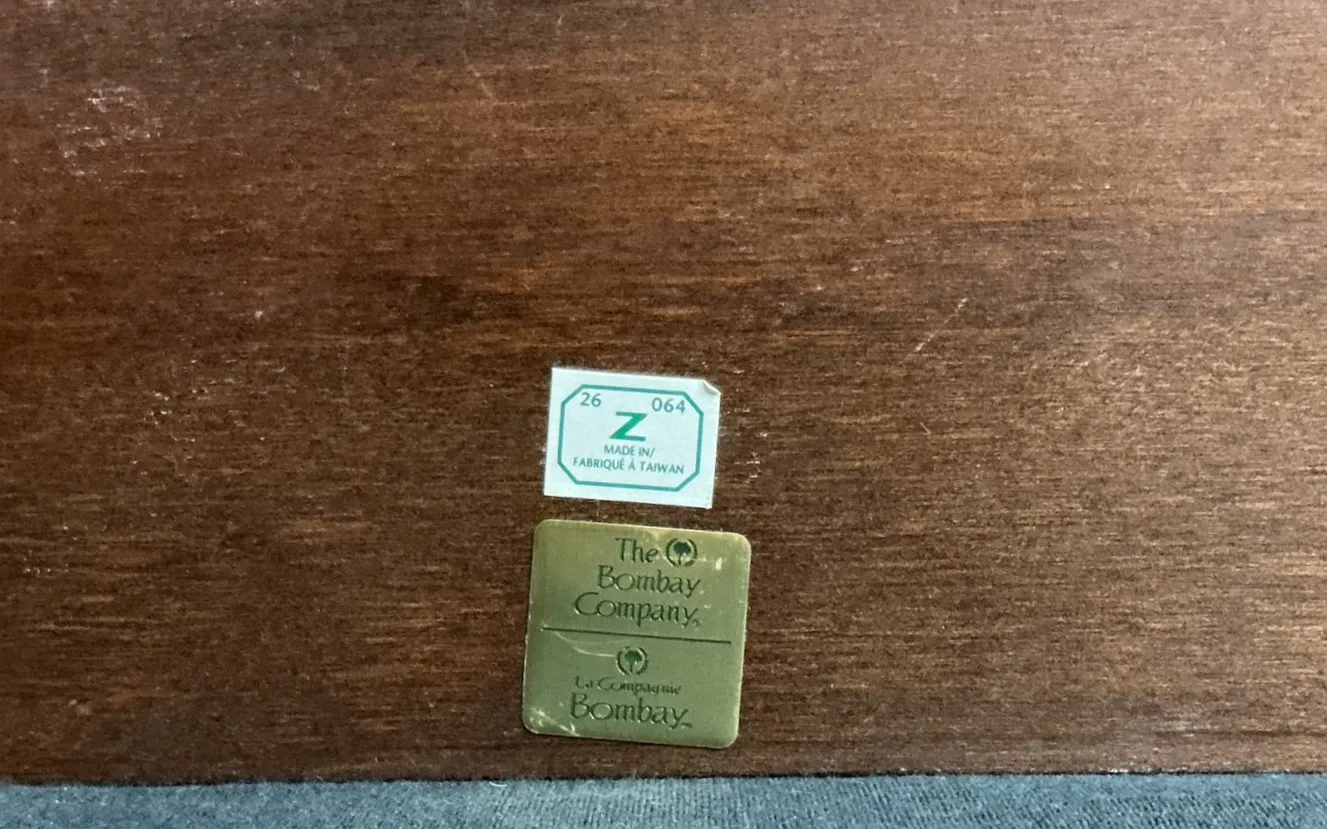 26 064
Z
MADE IN/
FABRIQUÉ À TAIWAN
The
Bombay
Company®
La Compagnie
Bombay